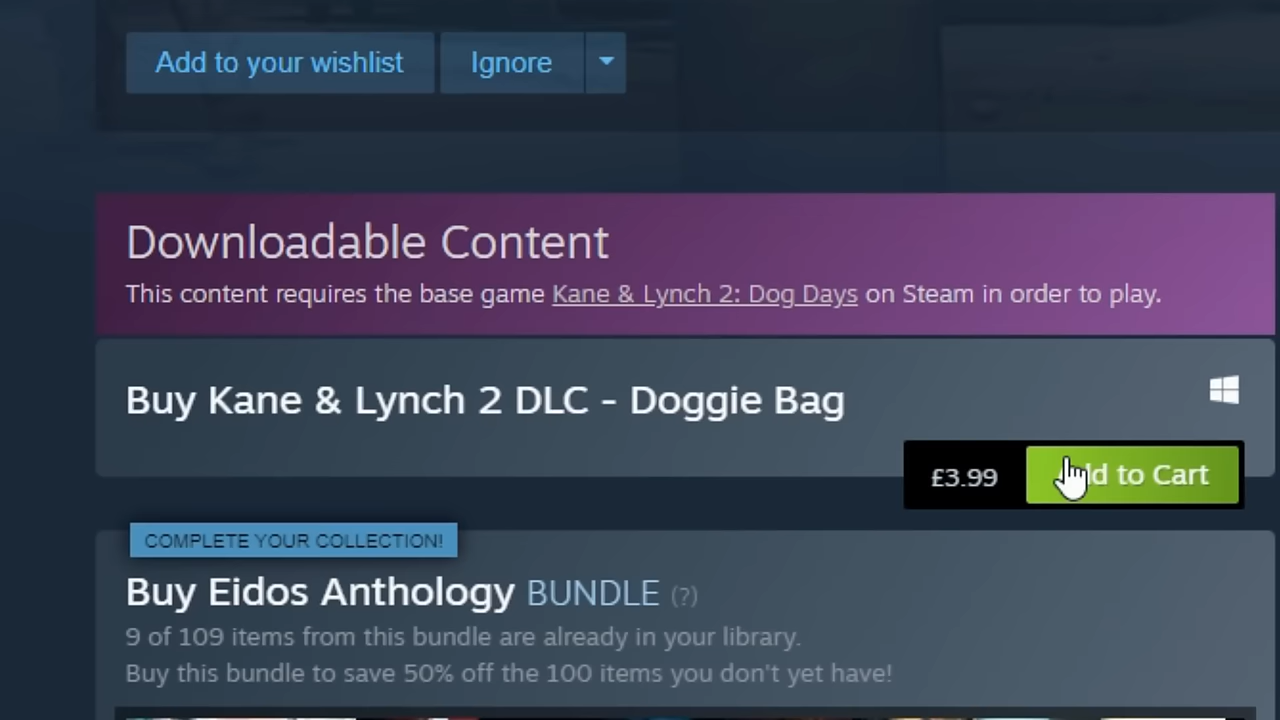 Add to your wishlist
Ignore
Downloadable Content
This content requires the base game Kane & Lynch 2: Dog Days on Steam in order to play.
Buy Kane & Lynch 2 DLC - Doggie Bag
£3.99
Add to Cart
COMPLETE YOUR COLLECTION!
Buy Eidos Anthology BUNDLE (?)
9 of 109 items from this bundle are already in your library.
Buy this bundle to save 50% off the 100 items you don't yet have!